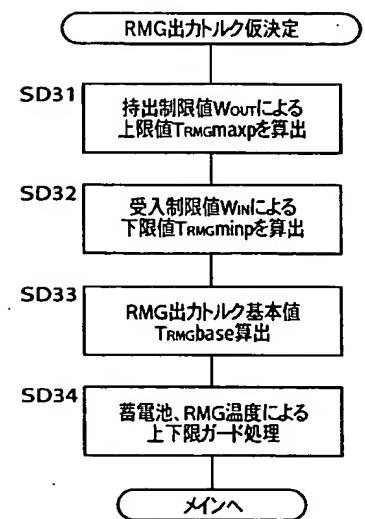 RMG出力トルク仮決定
SD31
持出制限値WOUTによる
上限値TRMGmaxpを算出
SD32
受入制限値WINによる
下限値TRMGminpを算出
SD33
RMG出力トルク基本値
TRMGbase算出
SD34
蓄電池、RMG温度による
上下限ガード処理
メインへ